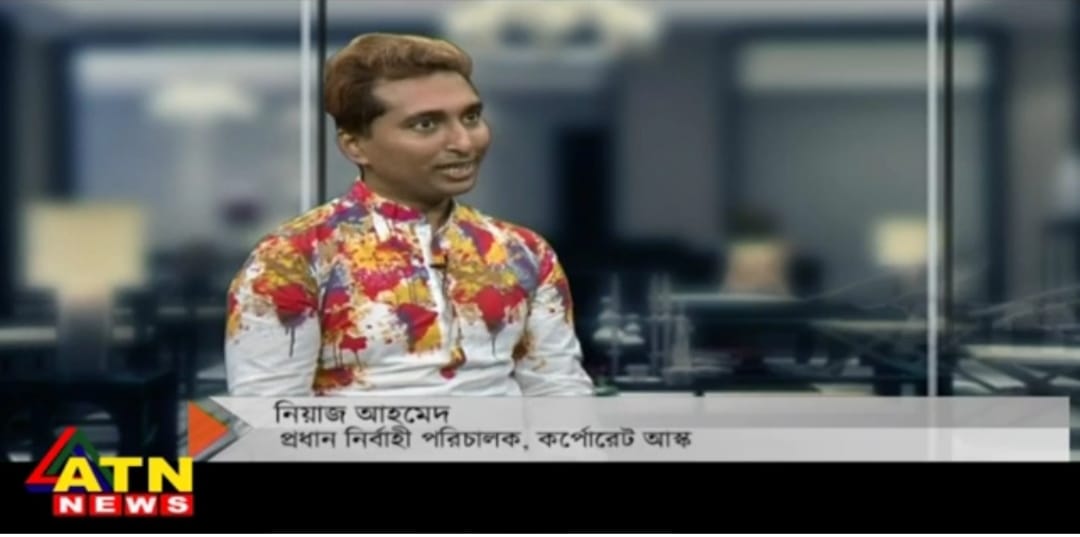 নিয়াজ আহমেদ
প্রধান নির্বাহী পরিচালক, কর্পোরেট আস্ক
ATN
NEWS